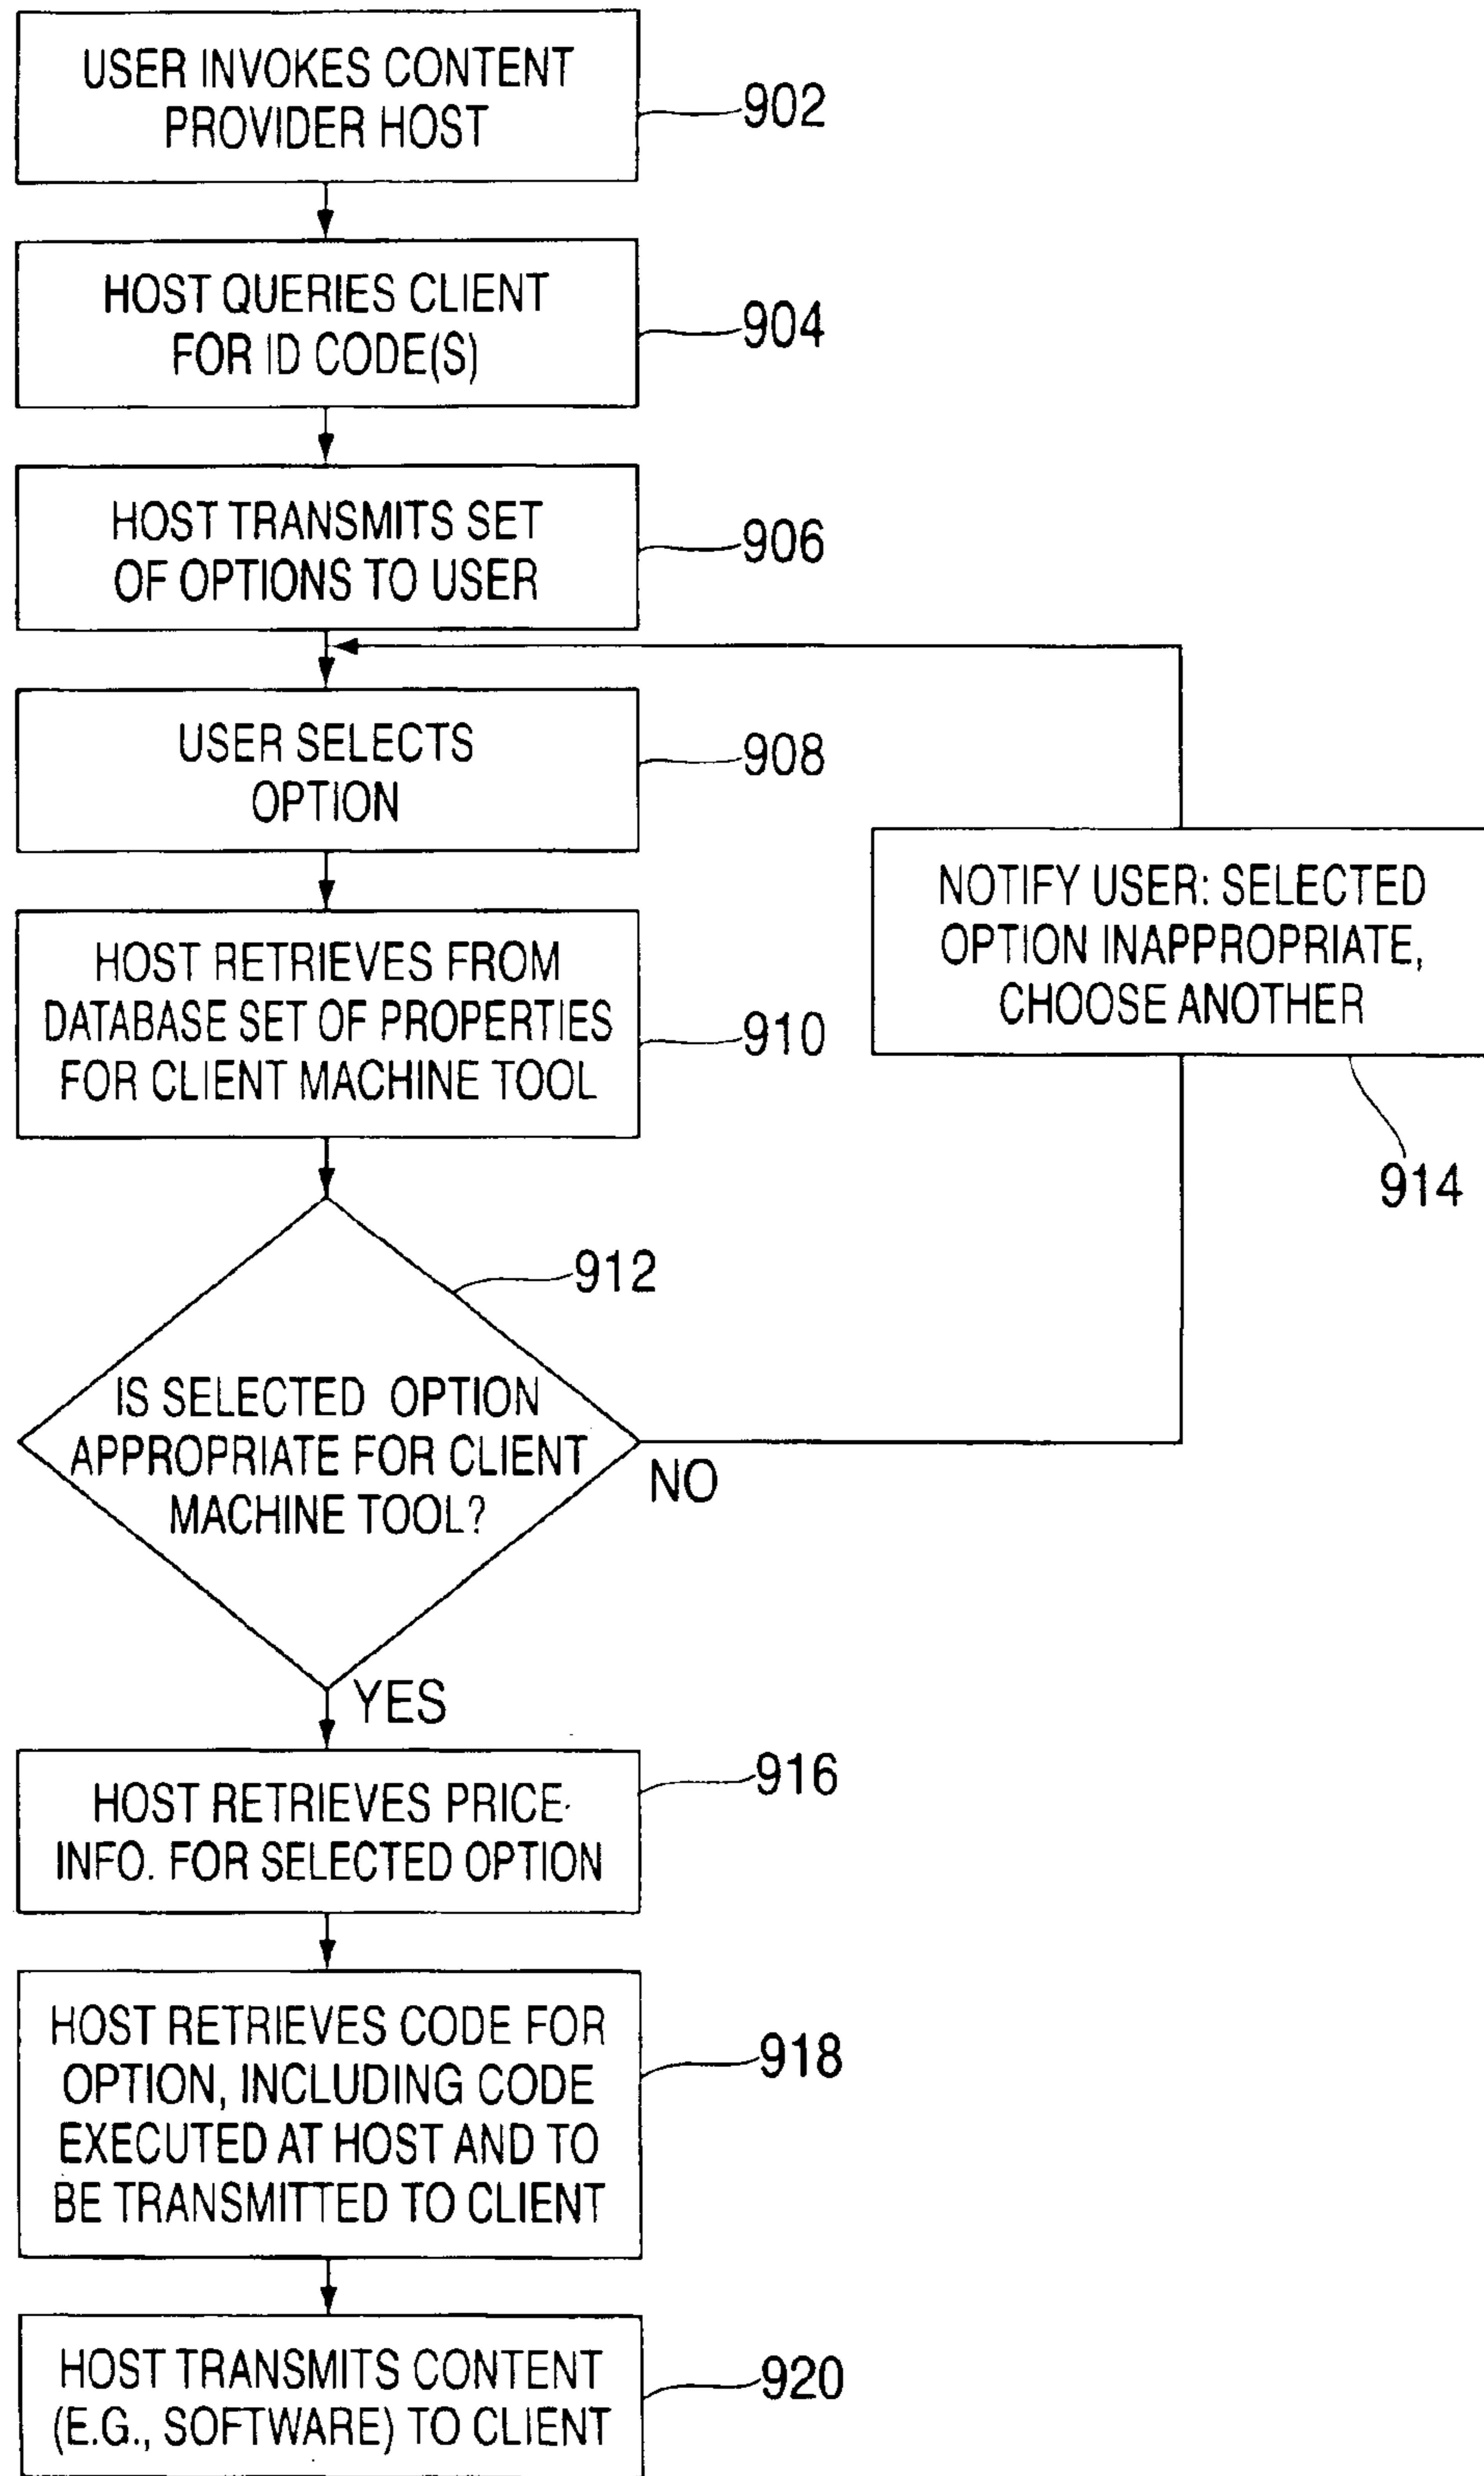 USER INVOKES CONTENT
PROVIDER HOST
902
HOST QUERIES CLIENT
FOR ID CODE(S)
904
HOST TRANSMITS SET
OF OPTIONS TO USER
906
USER SELECTS
OPTION
908
NOTIFY USER: SELECTED
OPTION INAPPROPRIATE,
CHOOSE ANOTHER
914
HOST RETRIEVES FROM
DATABASE SET OF PROPERTIES
FOR CLIENT MACHINE TOOL
910
912
IS SELECTED OPTION
APPROPRIATE FOR CLIENT
MACHINE TOOL?
NO
YES
HOST RETRIEVES PRICE
INFO. FOR SELECTED OPTION
916
HOST RETRIEVES CODE FOR
OPTION, INCLUDING CODE
EXECUTED AT HOST AND TO
BE TRANSMITTED TO CLIENT
918
HOST TRANSMITS CONTENT
(E.G., SOFTWARE) TO CLIENT
920